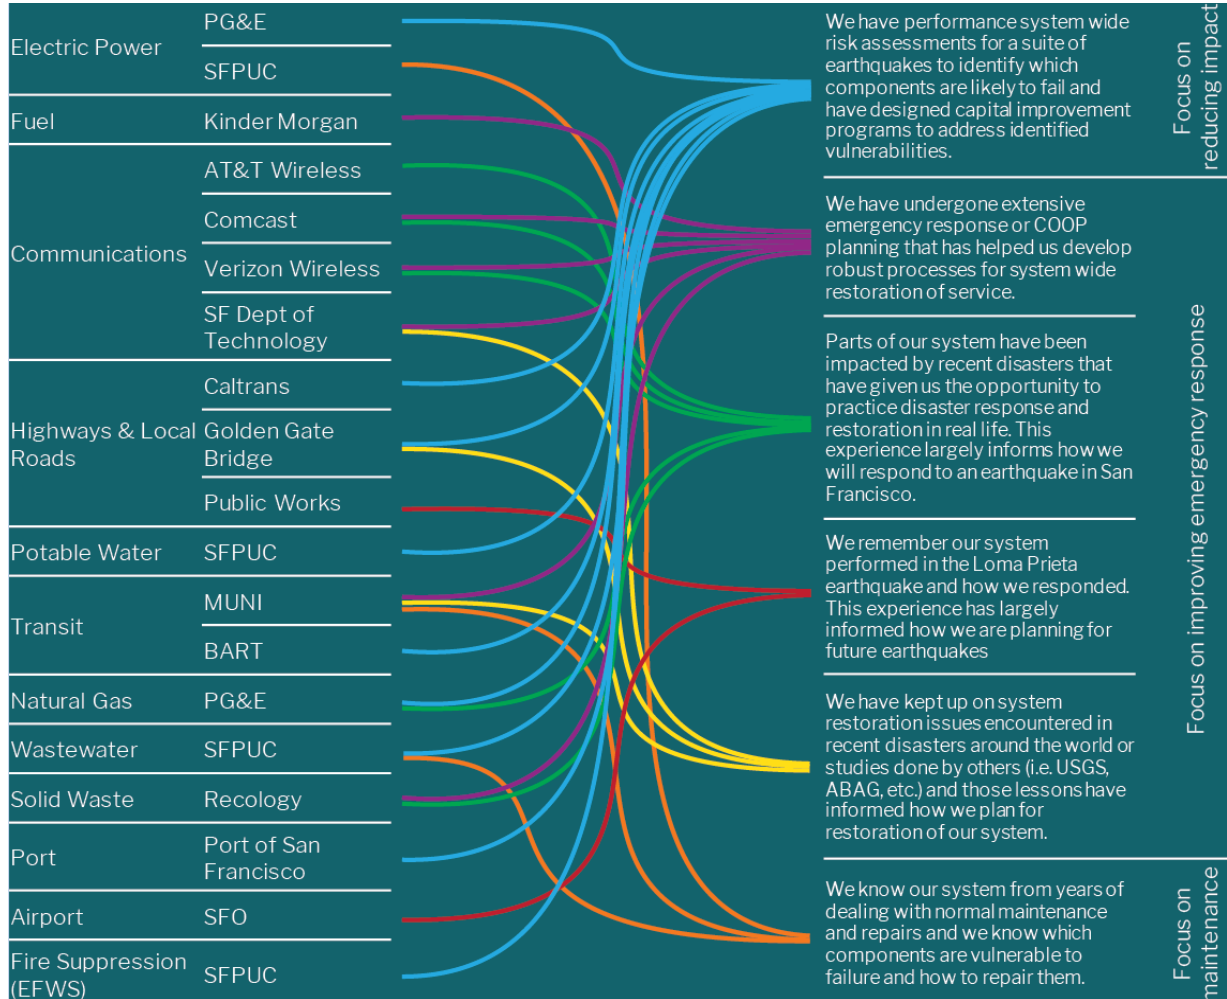 Electric Power
PG&E
SFPUC
Fuel
Kinder Morgan
Communications
AT&T Wireless
Comcast
Verizon Wireless
SF Dept of
Technology
Highways & Local
Roads
Caltrans
Golden Gate
Bridge
Public Works
Potable Water
SFPUC
Transit
MUNI
BART
Natural Gas
PG&E
Wastewater
SFPUC
Solid Waste
Recology
Port
Port of San
Francisco
Airport
SFO
Fire Suppression
(EFWS)
SFPUC
We have performance system wide
risk assessments for a suite of
earthquakes to identify which
components are likely to fail and
have designed capital improvement
programs to address identified
vulnerabilities.
Focus on
reducing impact
We have undergone extensive
emergency response or COOP
planning that has helped us develop
robust processes for system wide
restoration of service.
Parts of our system have been
impacted by recent disasters that
have given us the opportunity to
practice disaster response and
restoration in real life. This
experience largely informs how we
will respond to an earthquake in San
Francisco.
We remember our system
performed in the Loma Prieta
earthquake and how we responded.
This experience has largely
informed how we are planning for
future earthquakes
We have kept up on system
restoration issues encountered in
recent disasters around the world or
studies done by others (i.e. USGS,
ABAG, etc.) and those lessons have
informed how we plan for
restoration of our system.
Focus on improving emergency response
We know our system from years of
dealing with normal maintenance
and repairs and we know which
components are vulnerable to
failure and how to repair them.
Focus on
maintenance